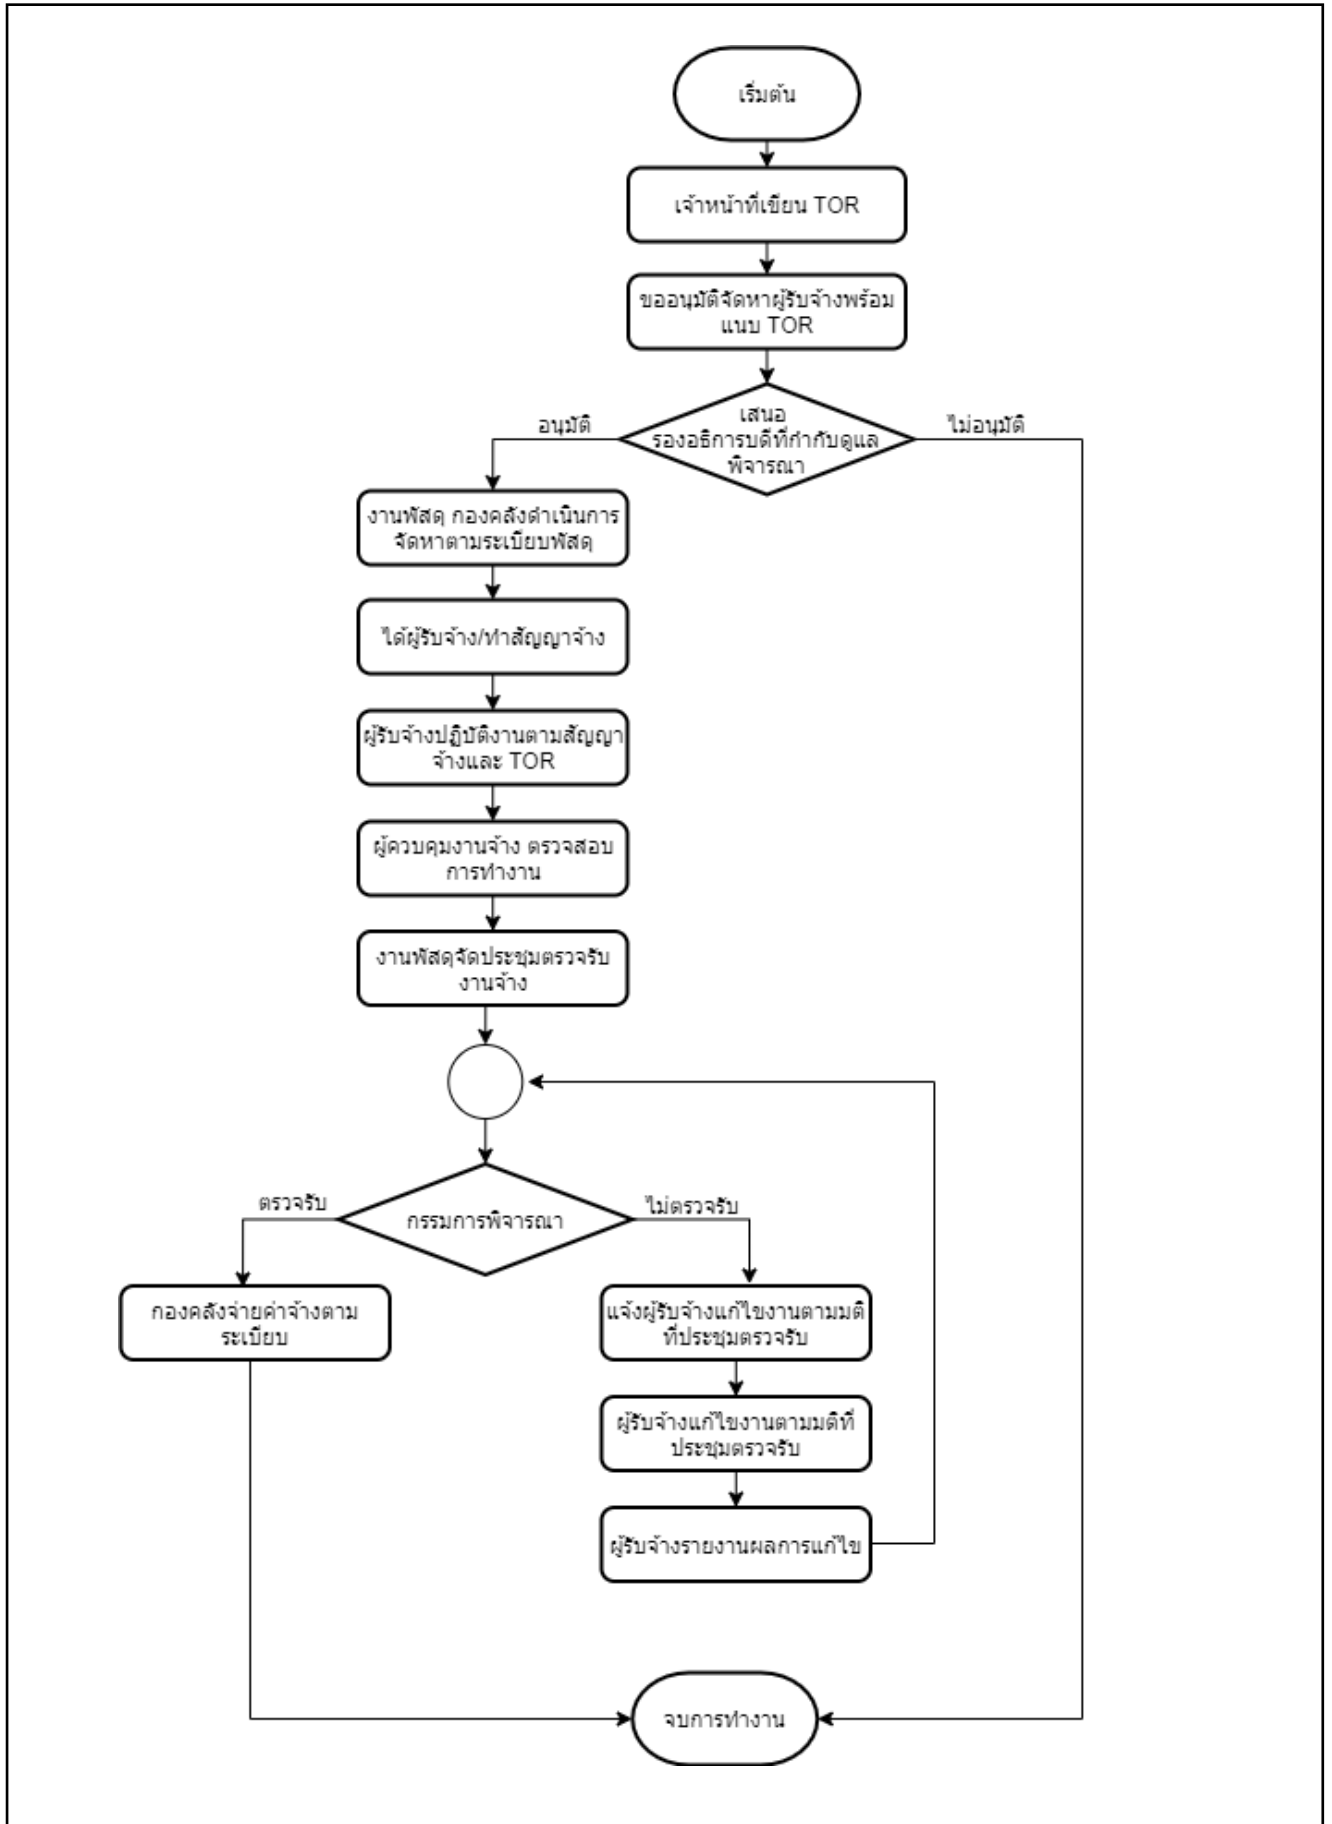 เริ่มต้น
เจ้าหน้าที่เขียน TOR
ขออนุมัติจัดหาผู้รับจ้างพร้อม
แนบ TOR
เสนอ
รองอธิการบดีที่กำกับดูแล
พิจารณา
อนุมัติ
ไม่อนุมัติ
งานพัสดุ กองคลังดำเนินการ
จัดหาตามระเบียบพัสดุ
ได้ผู้รับจ้าง/ทำสัญญาจ้าง
ผู้รับจ้างปฏิบัติงานตามสัญญา
จ้างและ TOR
ผู้ควบคุมงานจ้าง ตรวจสอบ
การทำงาน
งานพัสดุจัดประชุมตรวจรับ
งานจ้าง
กรรมการพิจารณา
ตรวจรับ
ไม่ตรวจรับ
กองคลังจ่ายค่าจ้างตาม
ระเบียบ
แจ้งผู้รับจ้างแก้ไขงานตามมติ
ที่ประชุมตรวจรับ
ผู้รับจ้างแก้ไขงานตามมติที่
ประชุมตรวจรับ
ผู้รับจ้างรายงานผลการแก้ไข
จบการทำงาน